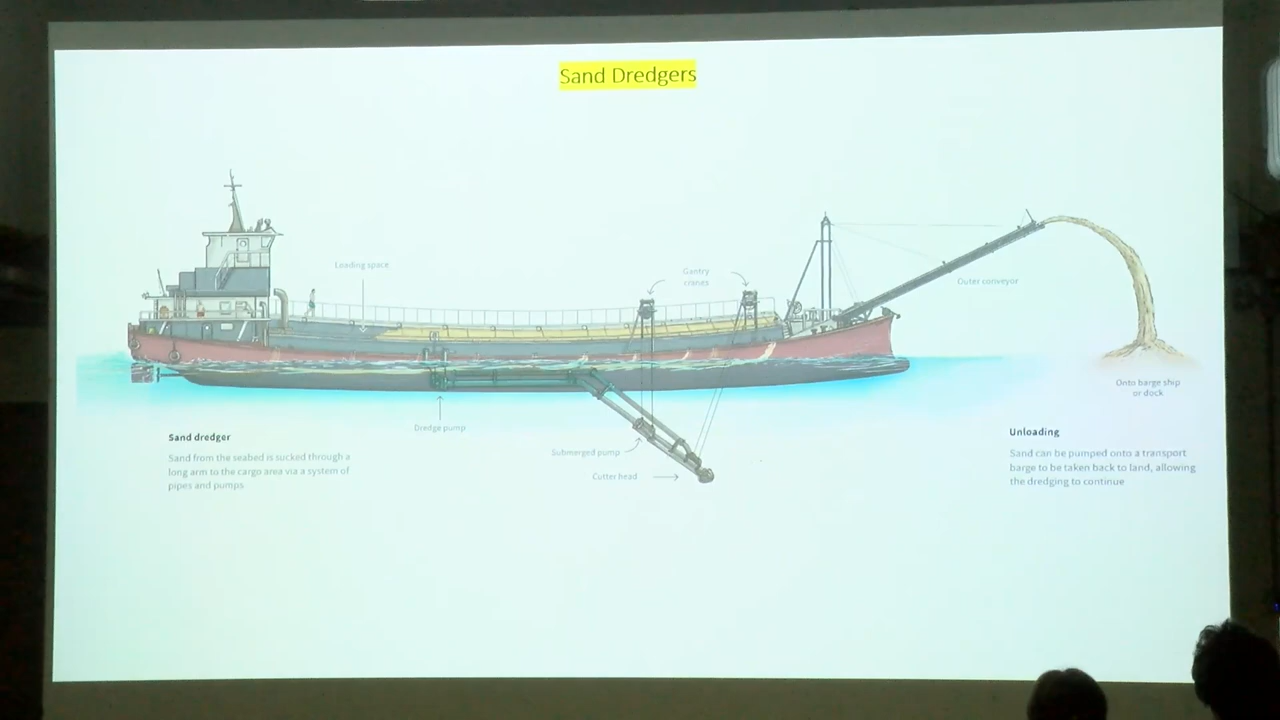 Sand Dredgers
Loading space
Gantry
cranes
Outer conveyor
Onto barge ship
or dock
Dredge pump
Submerged pump
Cutter head
Sand dredger
Sand from the seabed is sucked through a
long arm to the cargo area via a system of
pipes and pumps
Unloading
Sand can be pumped onto a transport
barge to be taken back to land, allowing
the dredging to continue